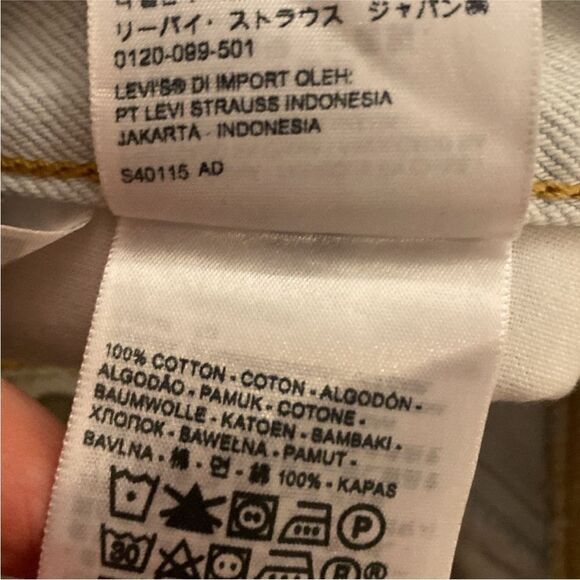 リーバイ・ストラウス ジャパン㈱
0120-099-501
LEVI'S® DI IMPORT OLEH:
PT LEVI STRAUSS INDONESIA
JAKARTA - INDONESIA
S40115 AD
100% COTTON - COTON - ALGODÓN -
ALGODÃO - PAMUK - COTONE -
BAUMWOLLE - KATOEN - BAMBAKI -
ХЛОПОК - BAWEŁNA - PAMUT -
BAVLNA - 棉 - 면 - 綿 100% - KAPAS
P
30
R ®